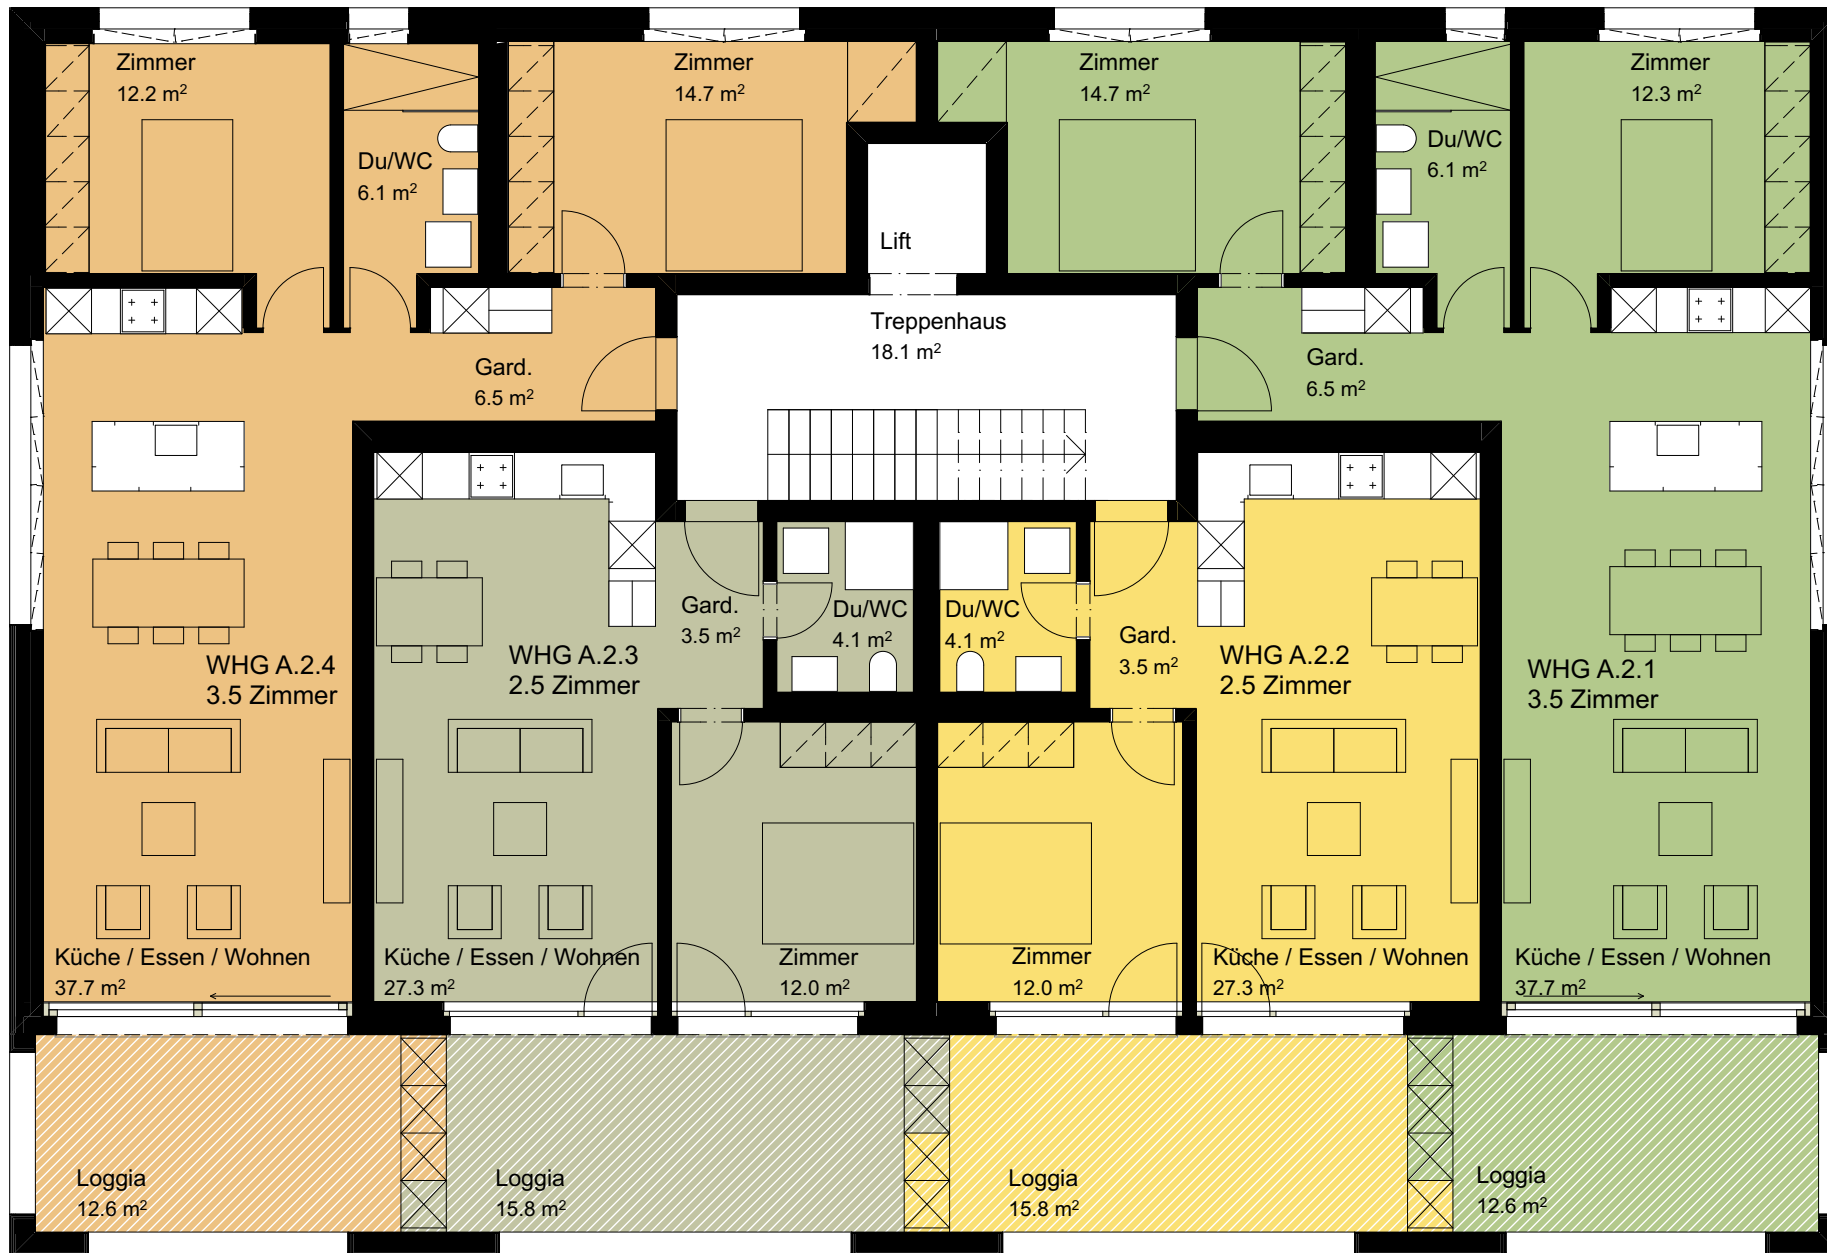 Zimmer
12.2 m²
Du/WC
6.1 m²
Zimmer
14.7 m²
Zimmer
14.7 m²
Du/WC
6.1 m²
Zimmer
12.3 m²
Lift
Treppenhaus
18.1 m²
Gard.
6.5 m²
Gard.
6.5 m²
WHG A.2.4
3.5 Zimmer
WHG A.2.3
2.5 Zimmer
Gard.
3.5 m²
Du/WC
4.1 m²
Du/WC
4.1 m²
Gard.
3.5 m²
WHG A.2.2
2.5 Zimmer
WHG A.2.1
3.5 Zimmer
Küche / Essen / Wohnen
37.7 m²
Küche / Essen / Wohnen
27.3 m²
Zimmer
12.0 m²
Zimmer
12.0 m²
Küche / Essen / Wohnen
27.3 m²
Küche / Essen / Wohnen
37.7 m²
Loggia
12.6 m²
Loggia
15.8 m²
Loggia
15.8 m²
Loggia
12.6 m²